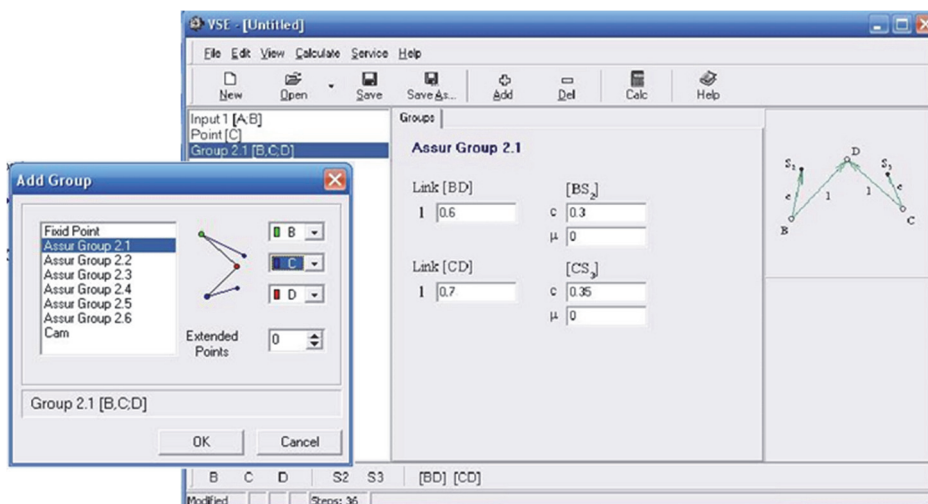 VSE - [Untitled]
File Edit View Calculate Service Help
New Open Save Save As... Add Del Calc Help
Input 1 [A;B]
Point [C]
Group 2.1 [B,C;D]
Groups
Assur Group 2.1
Link [BD]
l 0.6
[BS2]
c 0.3
μ 0
Link [CD]
l 0.7
[CS3]
c 0.35
μ 0
D
S3
c
l
l
c
B
C
Add Group
Fixid Point
Assur Group 2.1
Assur Group 2.2
Assur Group 2.3
Assur Group 2.4
Assur Group 2.5
Assur Group 2.6
Cam
B
C
D
Extended
Points
0
Group 2.1 [B,C;D]
OK Cancel
B C D S2 S3 [BD] [CD]
Modified Steps: 36